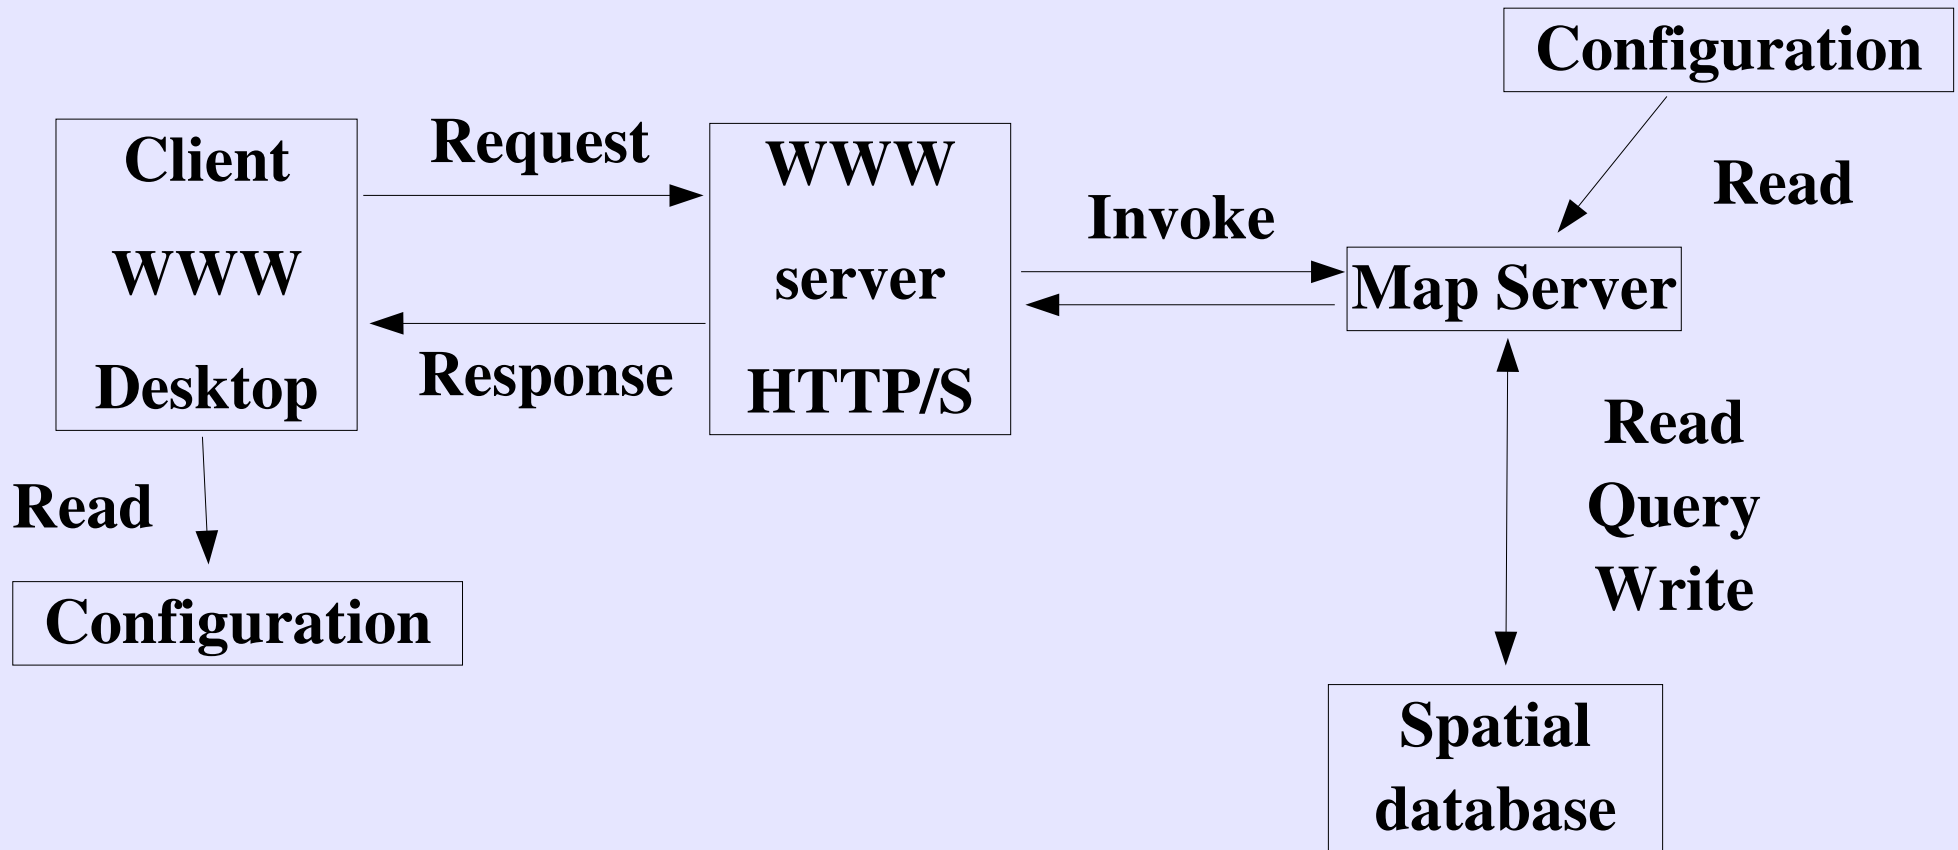 Configuration
Client
WWW
Desktop
Request
Response
WWW
server
HTTP/S
Invoke
Read
Map Server
Read
Configuration
Read
Query
Write
Spatial
database